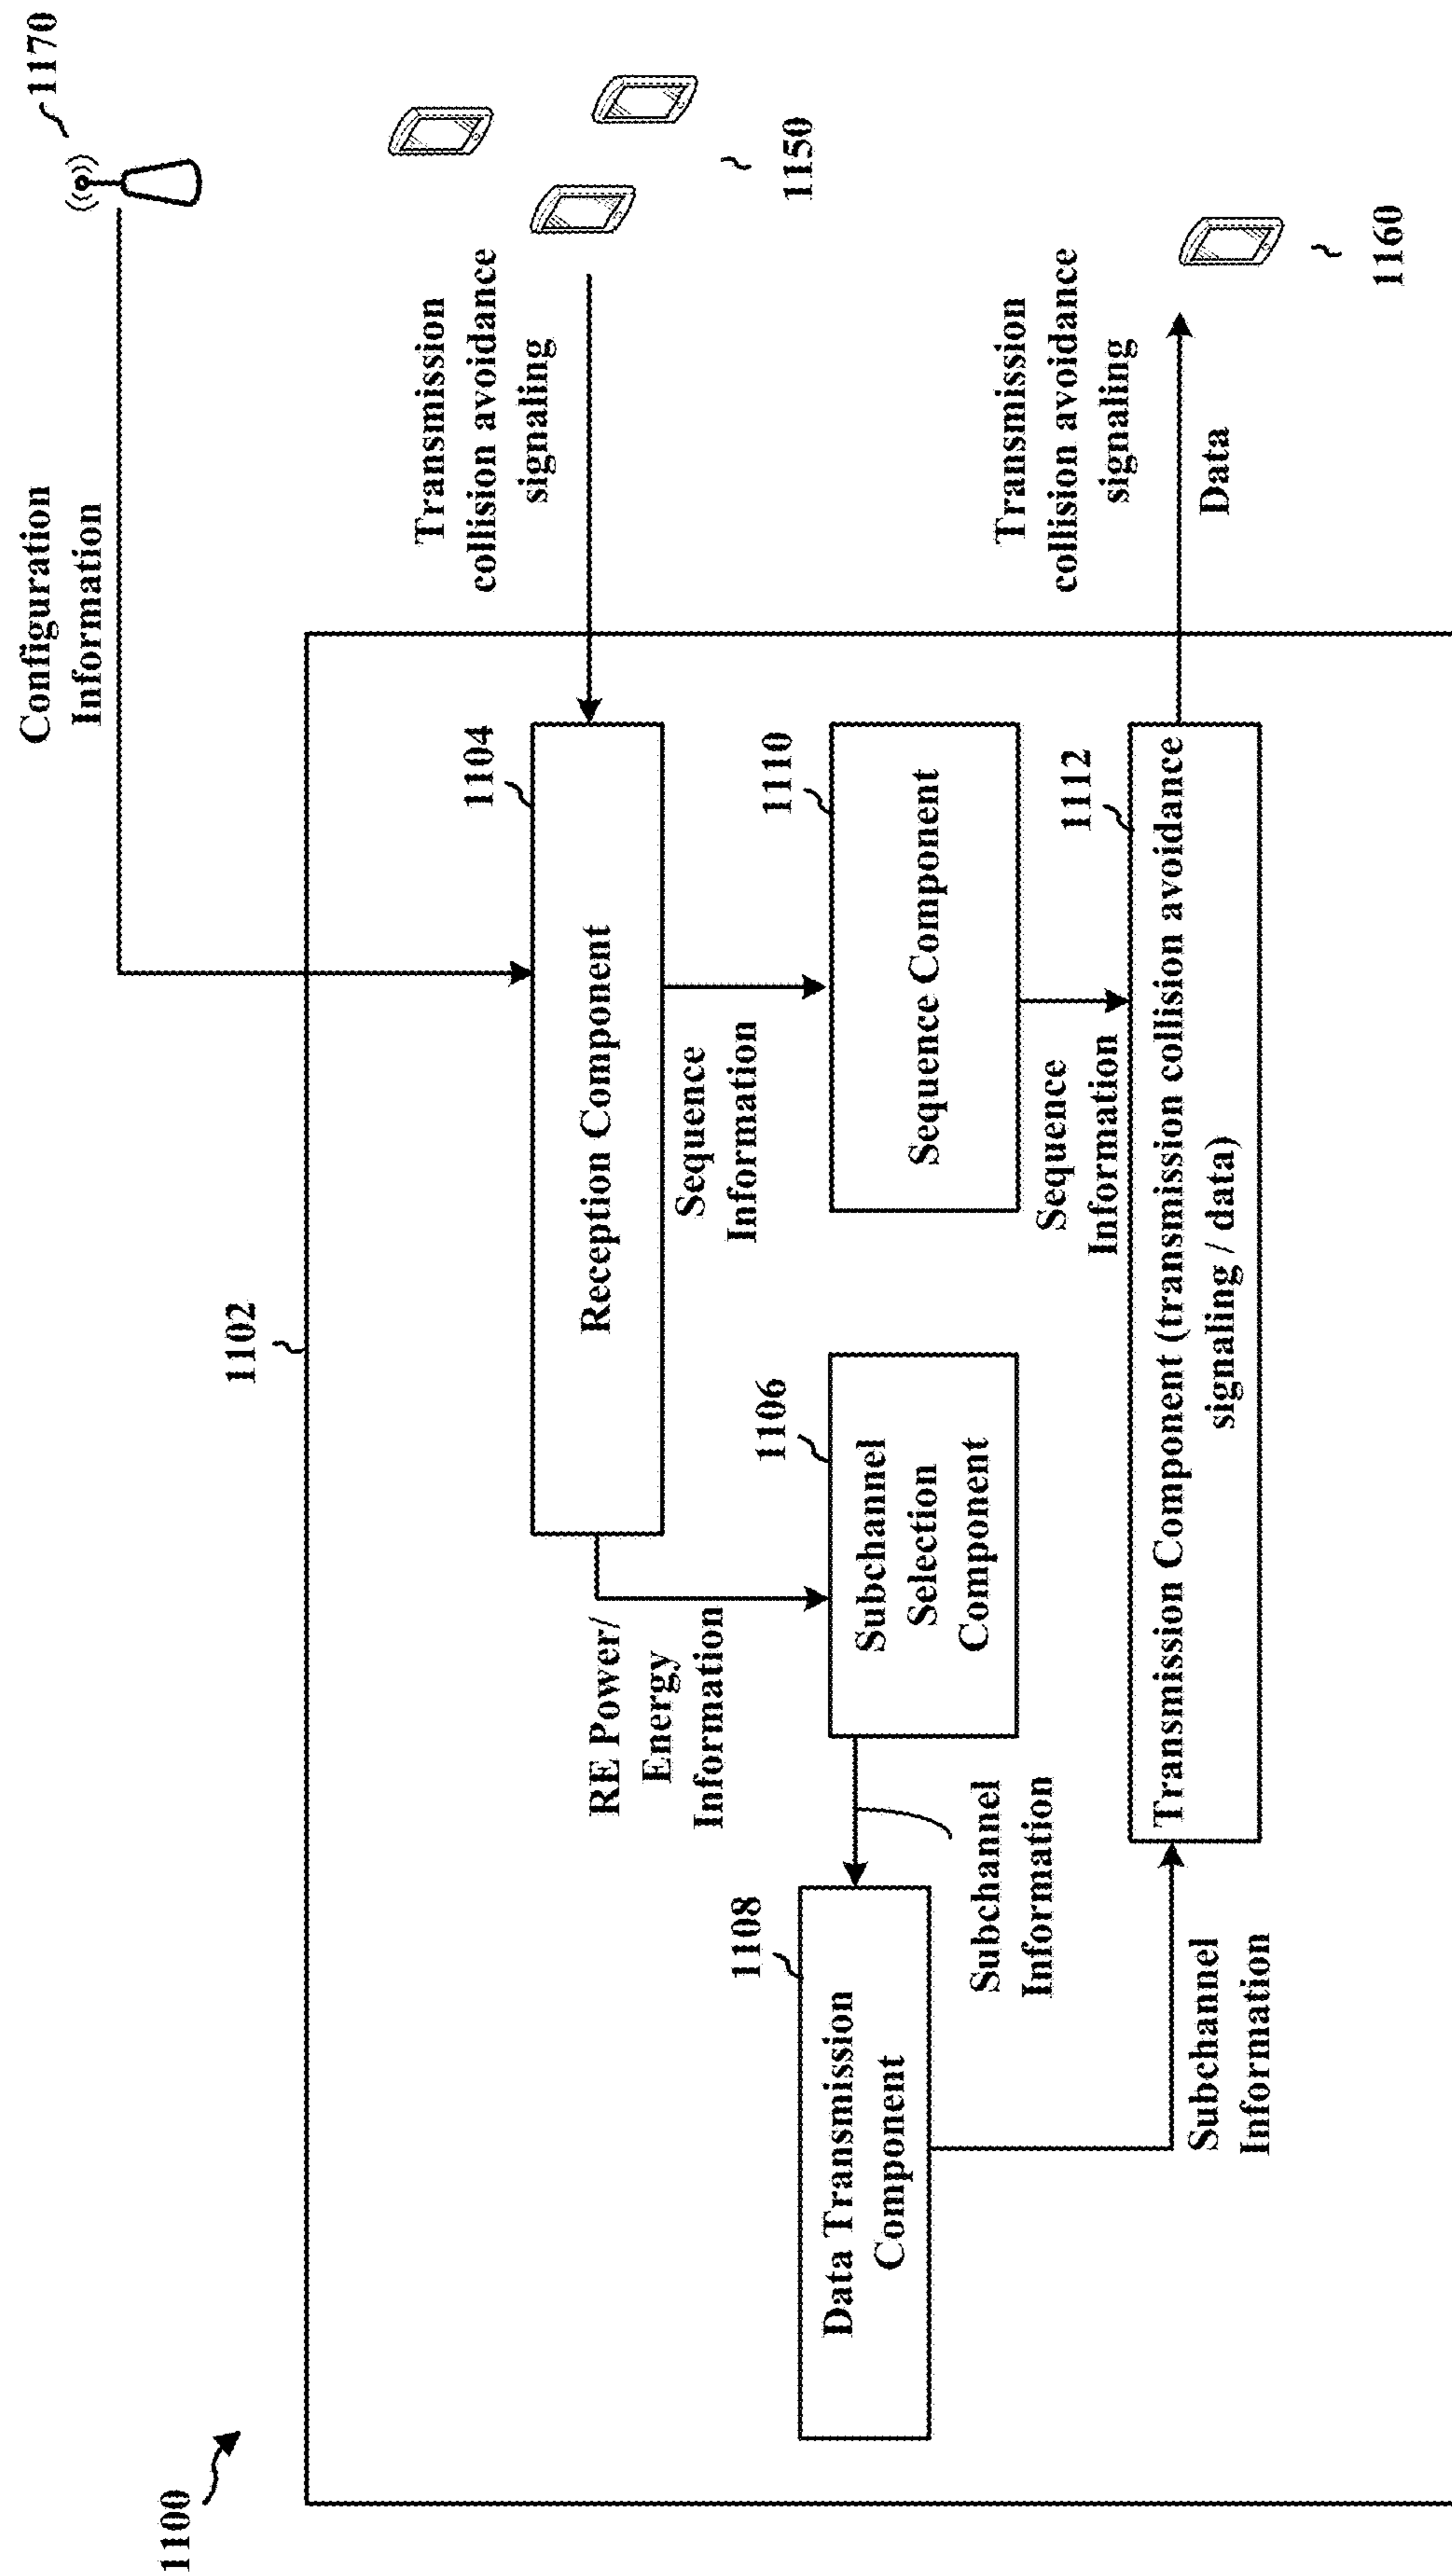 1100
1102
Configuration
Information
1170
Transmission
collision avoidance
signaling
1150
1104
Reception Component
RE Power/
Energy
Information
Sequence
Information
1106
Subchannel
Selection
Component
1110
Sequence Component
1108
Data Transmission
Component
Subchannel
Information
Sequence
Information
1112
Transmission Component (transmission collision avoidance
signaling / data)
Subchannel
Information
Transmission
collision avoidance
signaling
Data
1160